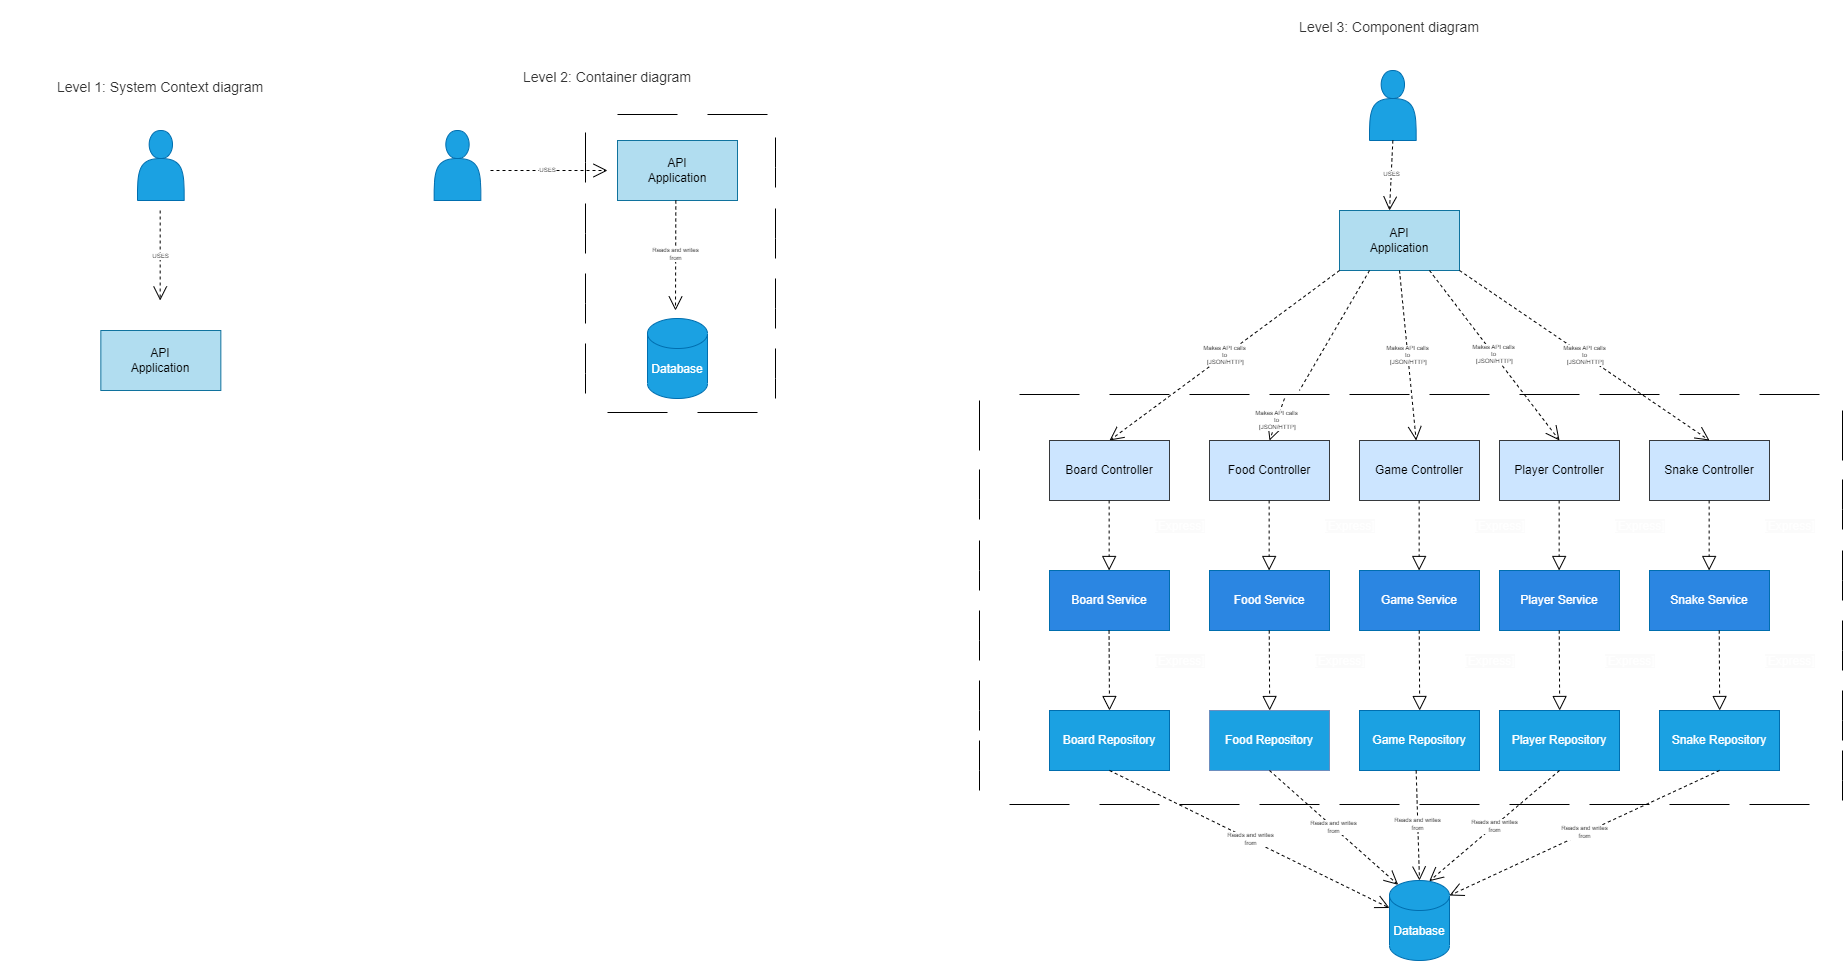 Level 1: System Context diagram
USES
API
Application
Level 2: Container diagram
USES
API
Application
Reads and writes
from
Database
Level 3: Component diagram
USES
API
Application
Makes API calls
to
[JSON/HTTP]
Makes API calls
to
[JSON/HTTP]
Makes API calls
to
[JSON/HTTP]
Makes API calls
to
[JSON/HTTP]
Makes API calls
to
[JSON/HTTP]
Board Controller
Food Controller
Game Controller
Player Controller
Snake Controller
Board Service
Food Service
Game Service
Player Service
Snake Service
Board Repository
Food Repository
Game Repository
Player Repository
Snake Repository
Reads and writes
from
Reads and writes
from
Reads and writes
from
Reads and writes
from
Reads and writes
from
Database